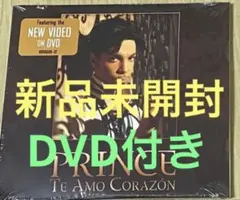 Featuring the
NEW VIDEO
ON DVD
新品未開封
DVD付き
PRINCE
TE AMO CORAZÓN